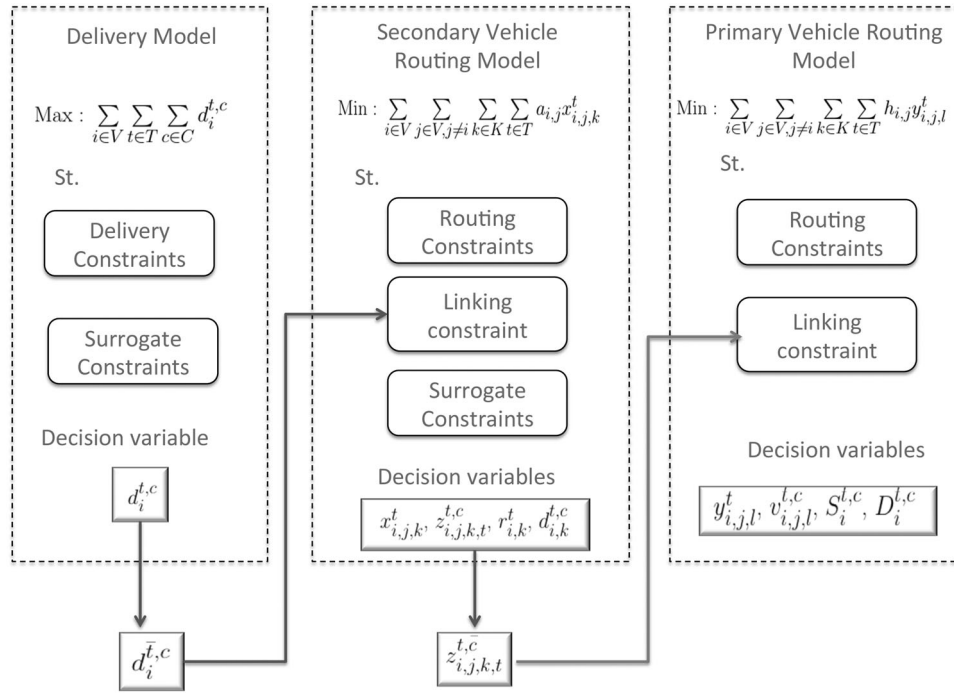 Delivery Model
Max : ∑_{i∈V} ∑_{t∈T} ∑_{c∈C} d_i^{t,c}
St.
Delivery
Constraints
Surrogate
Constraints
Decision variable
d_i^{t,c}
d_i^{t̄,c}
Secondary Vehicle
Routing Model
Min : ∑_{i∈V} ∑_{j∈V,j≠i} ∑_{k∈K} ∑_{t∈T} a_{i,j} x_{i,j,k}^t
St.
Routing
Constraints
Linking
constraint
Surrogate
Constraints
Decision variables
x_{i,j,k}^t, z_{i,j,k,t}^{t,c}, r_{i,k}^t, d_{i,k}^{t,c}
z_{i,j,k,t}^{t,c̄}
Primary Vehicle Routing
Model
Min : ∑_{i∈V} ∑_{j∈V,j≠i} ∑_{k∈K} ∑_{t∈T} h_{i,j} y_{i,j,l}^t
St.
Routing
Constraints
Linking
constraint
Decision variables
y_{i,j,l}^t, v_{i,j,l}^{t,c}, S_i^{t,c}, D_i^{t,c}